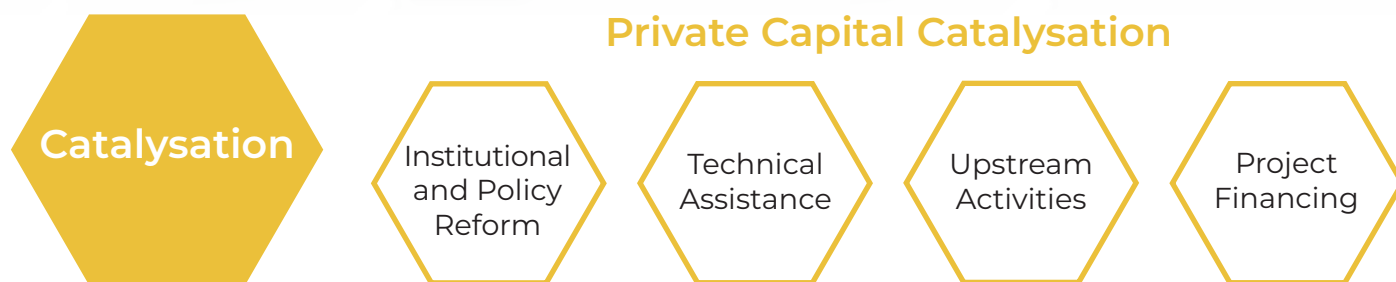 Private Capital Catalysation
Catalysation
Institutional
and Policy
Reform
Technical
Assistance
Upstream
Activities
Project
Financing